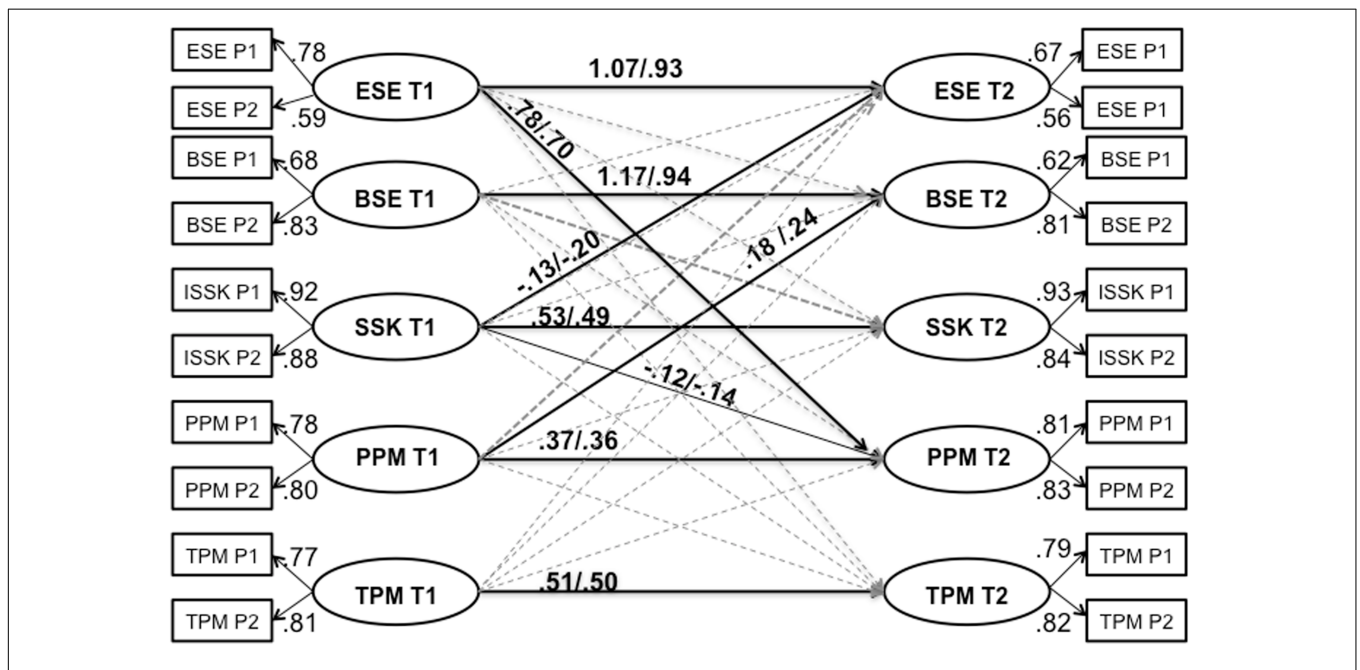 ESE P1
.78
ESE T1
1.07/.93
ESE T2
.67
ESE P1
ESE P2
.59
.78/.70
.56
ESE P1
BSE P1
.68
BSE T1
1.17/.94
BSE T2
.62
BSE P1
BSE P2
.83
.81
BSE P2
-.13/-.20
.18 /.24
ISSK P1
.92
SSK T1
.53/.49
SSK T2
.93
ISSK P1
ISSK P2
.88
.84
ISSK P2
-.12/-.14
PPM P1
.78
PPM T1
.37/.36
PPM T2
.81
PPM P1
PPM P2
.80
.83
PPM P2
TPM P1
.77
TPM T1
.51/.50
TPM T2
.79
TPM P1
TPM P2
.81
.82
TPM P2